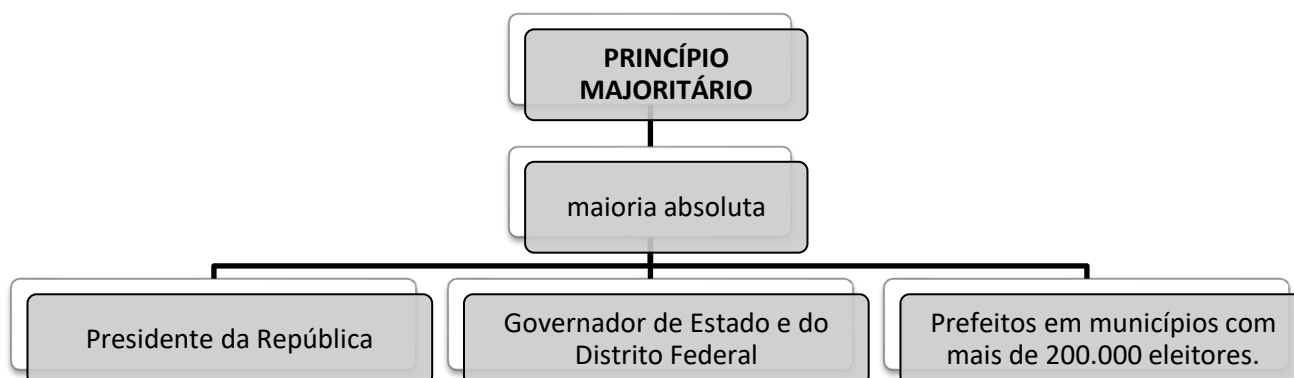 PRINCÍPIO
MAJORITÁRIO
maioria absoluta
Presidente da República
Governador de Estado e do
Distrito Federal
Prefeitos em municípios com
mais de 200.000 eleitores.